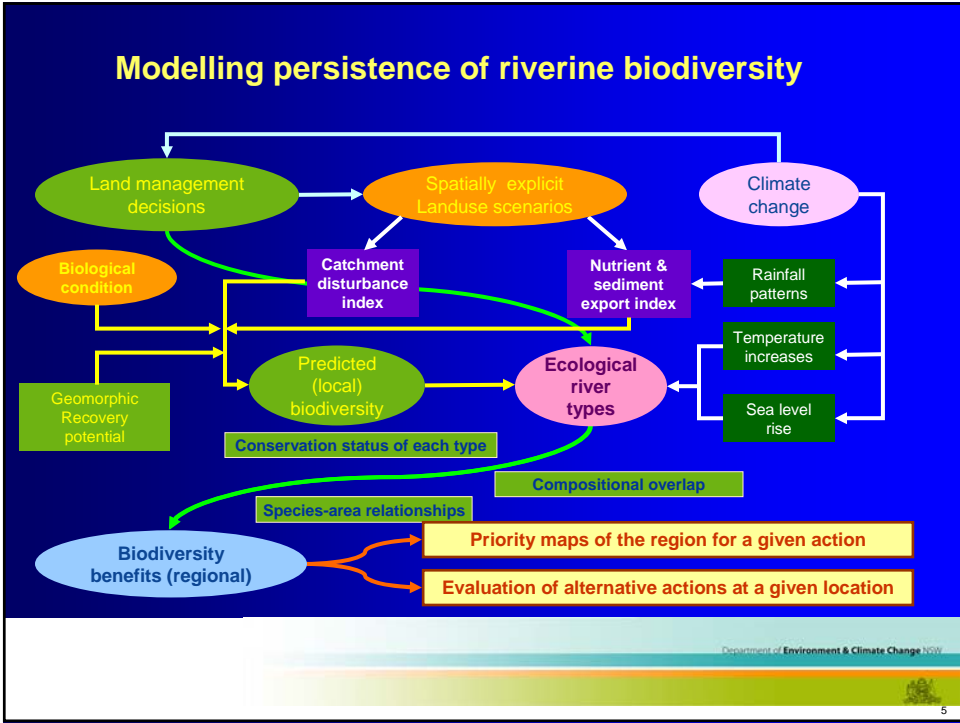 Modelling persistence of riverine biodiversity
Land management
decisions
Spatially explicit
Landuse scenarios
Climate
change
Biological
condition
Catchment
disturbance
index
Nutrient &
sediment
export index
Rainfall
patterns
Temperature
increases
Geomorphic
Recovery
potential
Predicted
(local)
biodiversity
Ecological
river
types
Sea level
rise
Conservation status of each type
Compositional overlap
Species-area relationships
Biodiversity
benefits (regional)
Priority maps of the region for a given action
Evaluation of alternative actions at a given location
Department of Environment & Climate Change NSW
5